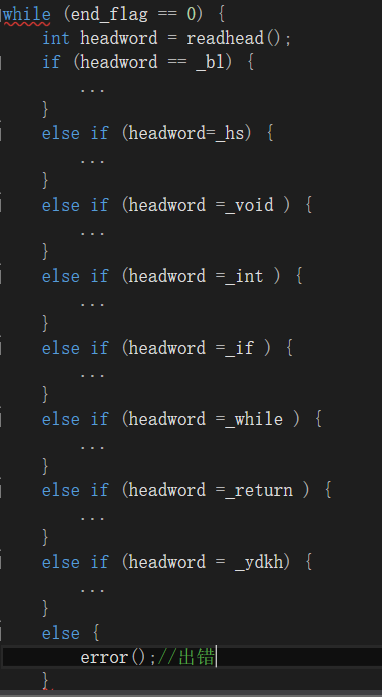 while (end_flag == 0) {
    int headword = readhead();
    if (headword == _bl) {
        ...
    }
    else if (headword=_hs) {
        ...
    }
    else if (headword =_void ) {
        ...
    }
    else if (headword =_int ) {
        ...
    }
    else if (headword =_if ) {
        ...
    }
    else if (headword =_while ) {
        ...
    }
    else if (headword =_return ) {
        ...
    }
    else if (headword = _ydkh) {
        ...
    }
    else {
        error();//出错
    }